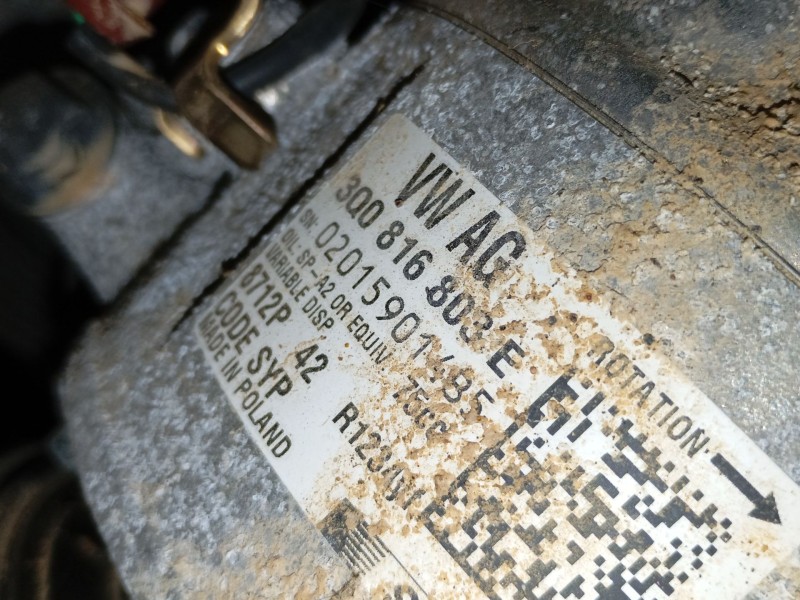 VW AG
3Q0 816 803 E
ROTATION
SN: 02015901
OIL: SP-A2 OR EQUIV.
VARIABLE DISP
8712P 42
CODE SYP
MADE IN POLAND